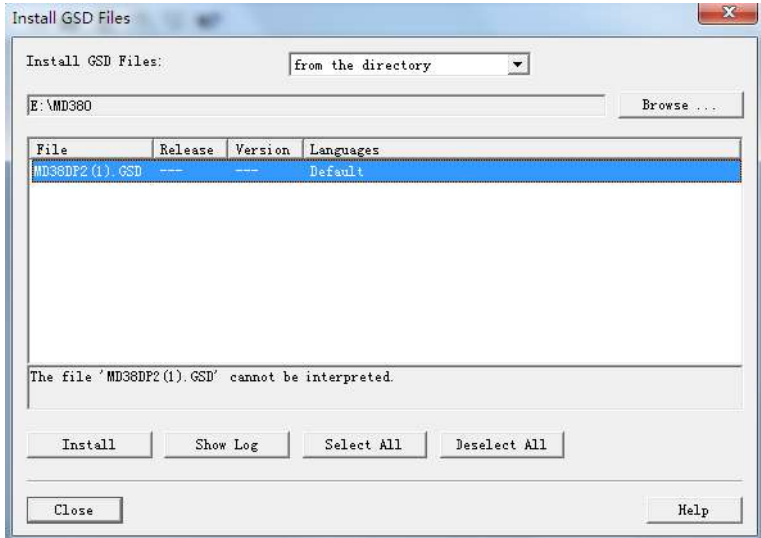 Install GSD Files
Install GSD Files: from the directory
E:\MD380 Browse ...
File Release Version Languages
MD38DP2(1).GSD --- --- Default
The file 'MD38DP2(1).GSD' cannot be interpreted.
Install Show Log Select All Deselect All
Close Help